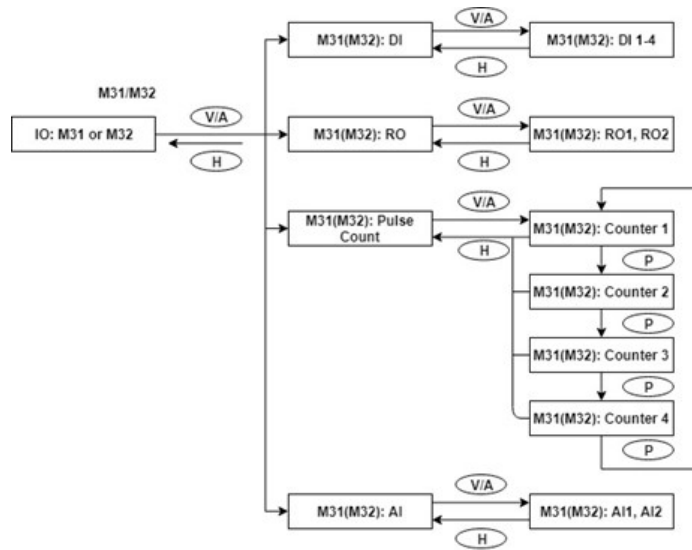 V/A
M31(M32): DI
M31(M32): DI 1-4
H
M31/M32
V/A
V/A
IO: M31 or M32
M31(M32): RO
M31(M32): RO1, RO2
H
H
V/A
M31(M32): Pulse
Count
M31(M32): Counter 1
H
P
M31(M32): Counter 2
P
M31(M32): Counter 3
P
M31(M32): Counter 4
P
V/A
M31(M32): AI
M31(M32): AI1, AI2
H